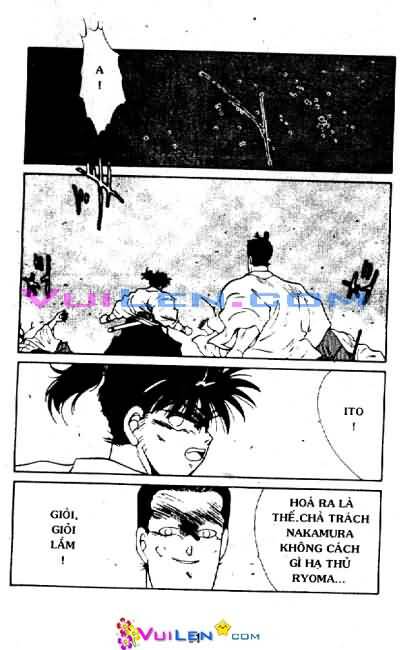 A
!
VUILEN.COM
ITO
!
GIỎI,
GIỎI
LẮM
!
HOÁ RA LÀ
THẾ.CHẢ TRÁCH
NAKAMURA
KHÔNG CÁCH
GÌ HẠ THỦ
RYOMA...
VUILEN